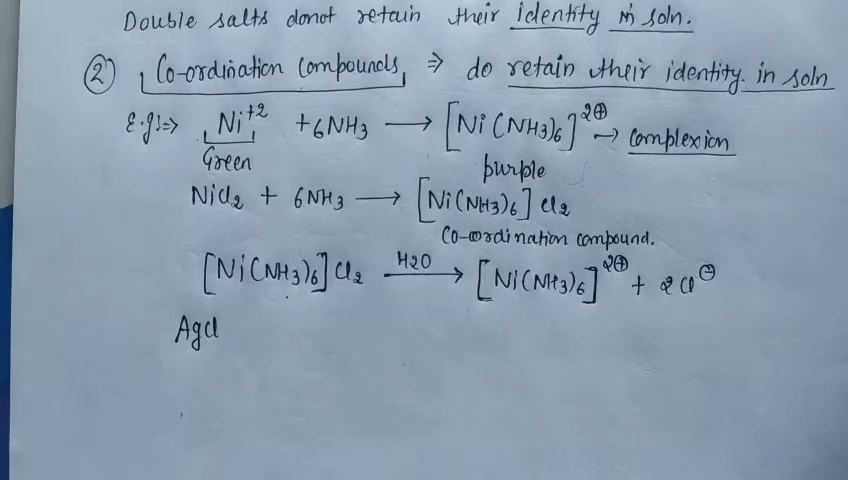 Double salts donot retain their identity in soln.
② Co-ordination compounds, ⇒ do retain their identity. in soln
E.g⇒ Ni⁺² + 6NH₃ ⟶ [Ni(NH₃)₆]²⊕ → Complexion
Green purple
NiCl₂ + 6NH₃ ⟶ [Ni(NH₃)₆]Cl₂
Co-ordination compound.
[Ni(NH₃)₆]Cl₂ —H2O→ [Ni(NH₃)₆]²⊕ + 2Cl⊖
AgCl